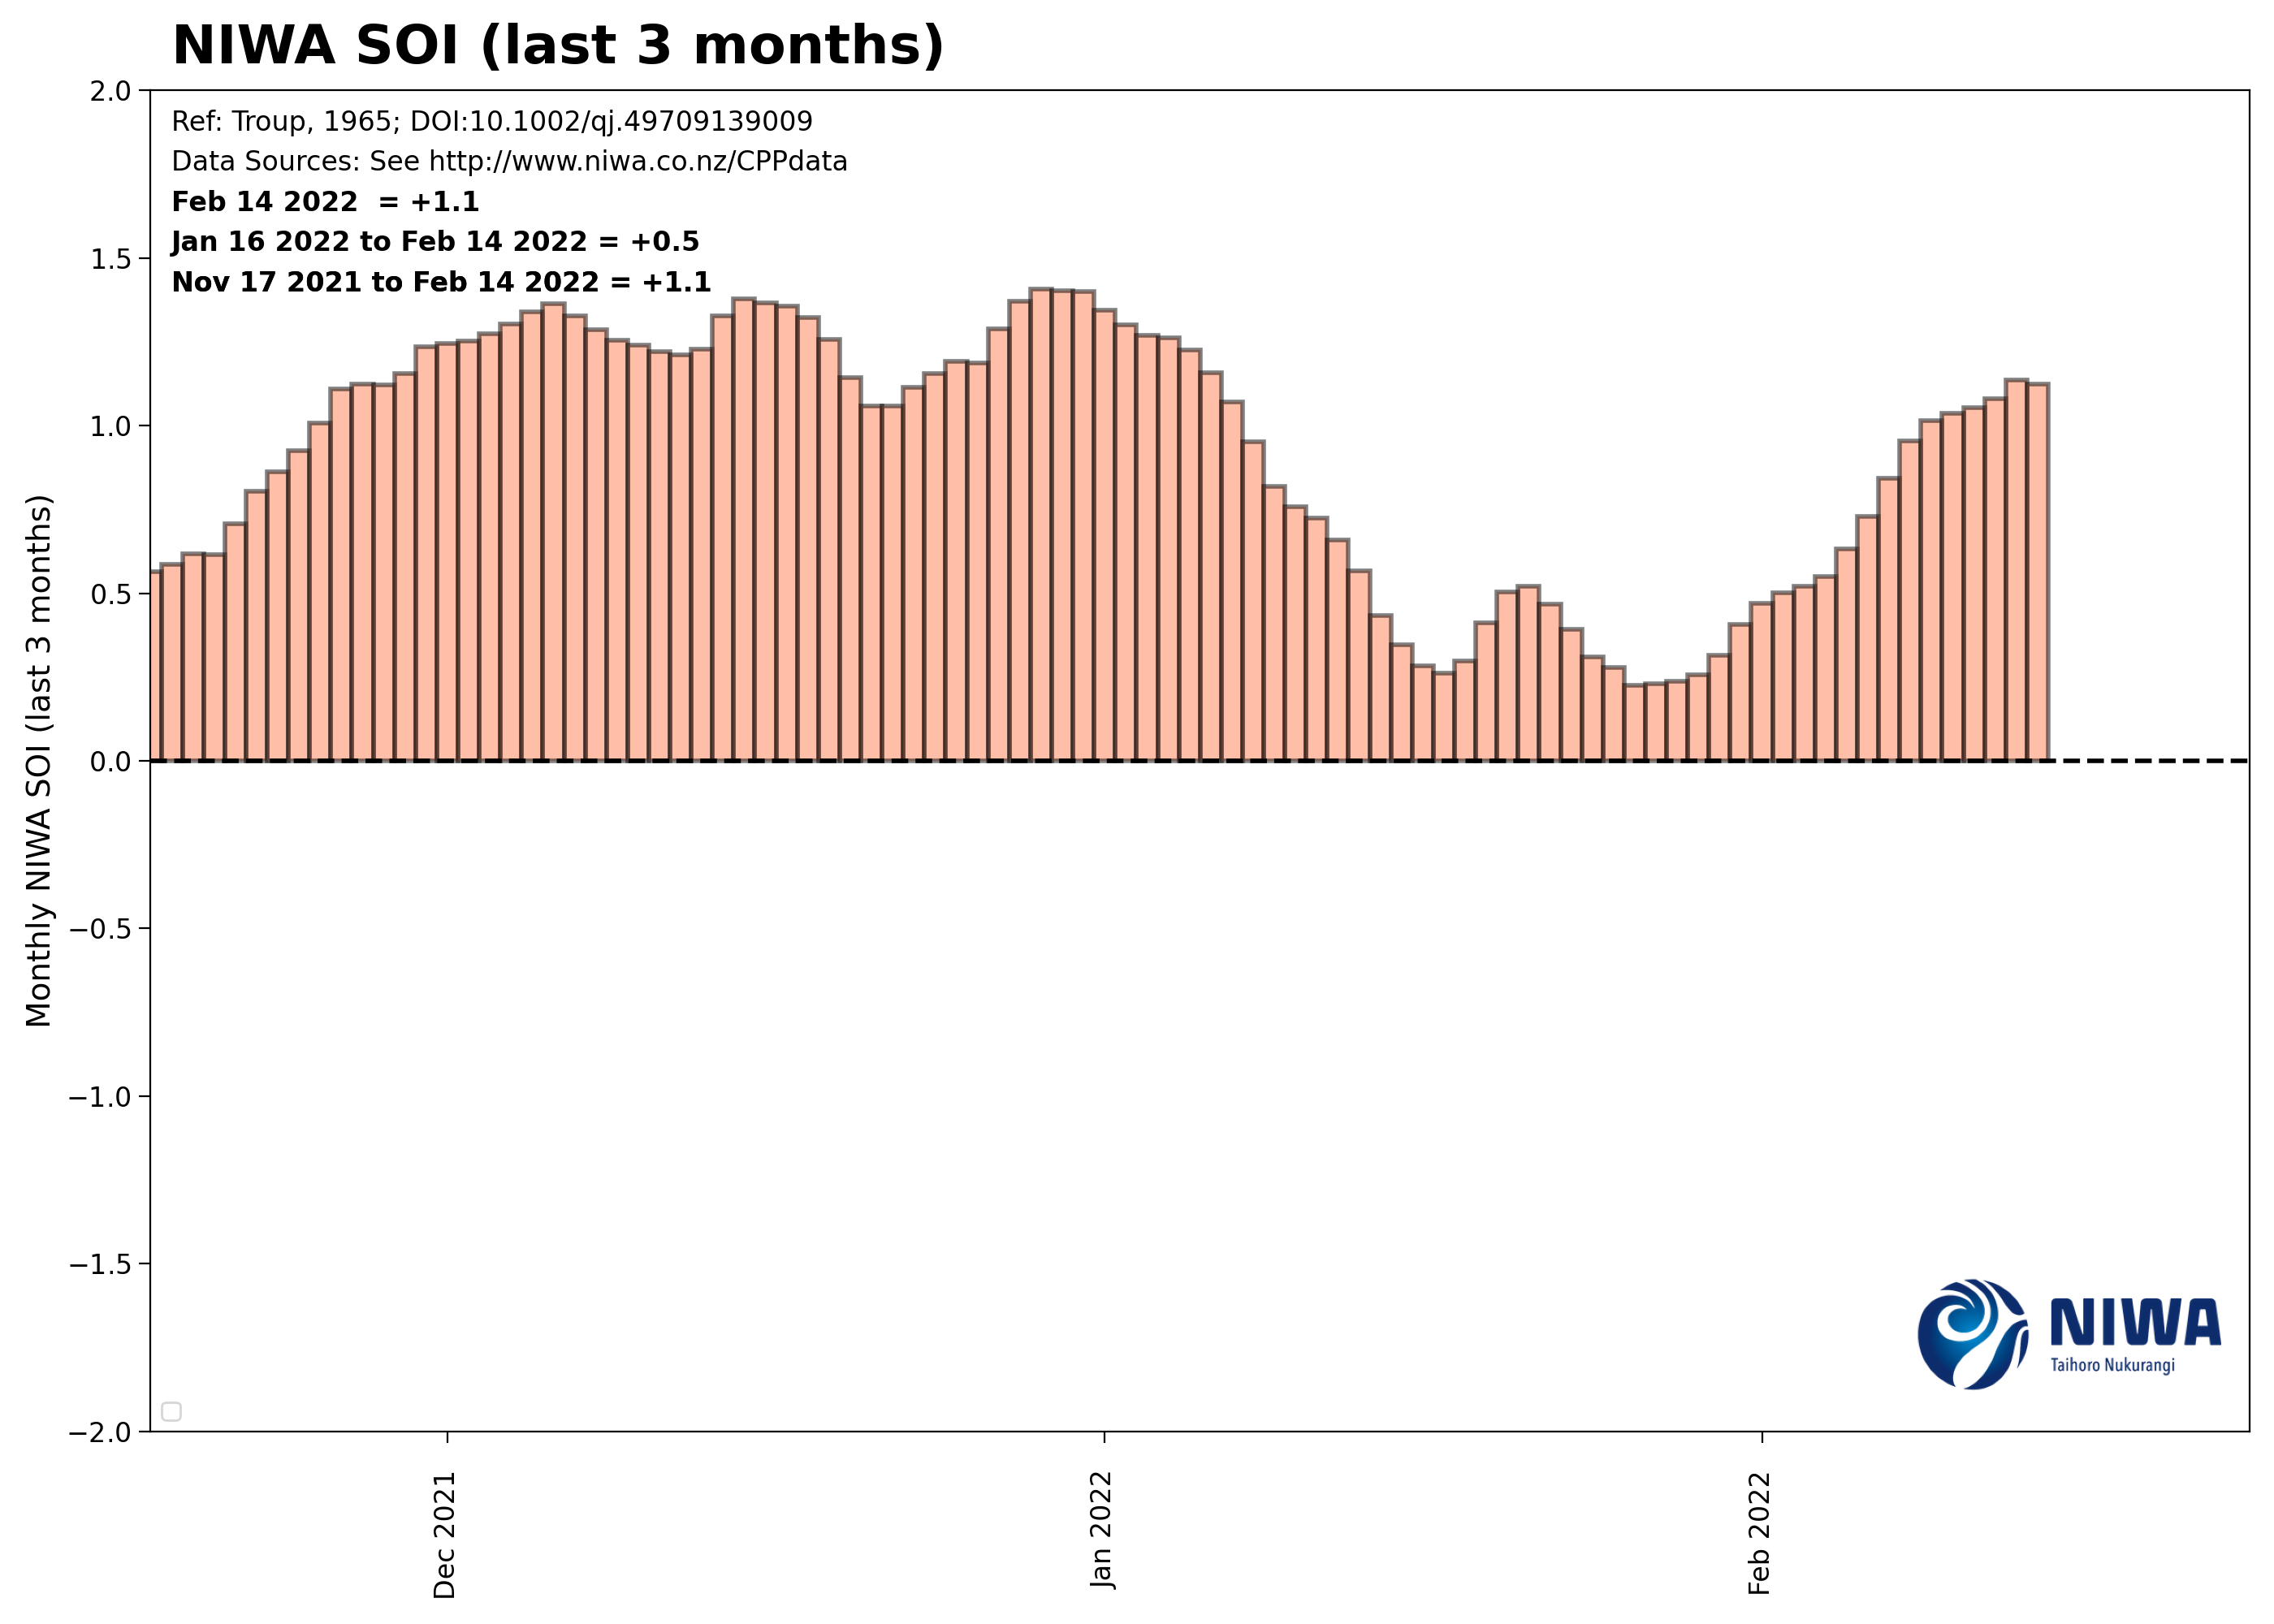 NIWA SOI (last 3 months)
Ref: Troup, 1965; DOI:10.1002/qj.49709139009
Data Sources: See http://www.niwa.co.nz/CPPdata
Feb 14 2022  = +1.1
Jan 16 2022 to Feb 14 2022 = +0.5
Nov 17 2021 to Feb 14 2022 = +1.1
Monthly NIWA SOI (last 3 months)
2.0
1.5
1.0
0.5
0.0
−0.5
−1.0
−1.5
−2.0
Dec 2021
Jan 2022
Feb 2022
NIWA
Taihoro Nukurangi